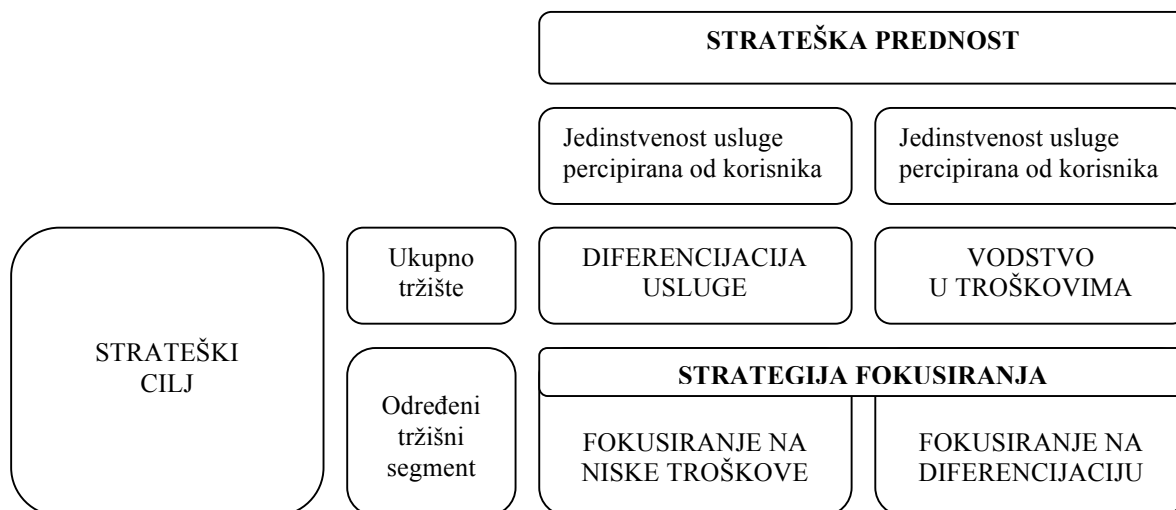 STRATEŠKA PREDNOST
Jedinstvenost usluge
percipirana od korisnika
Jedinstvenost usluge
percipirana od korisnika
STRATEŠKI
CILJ
Ukupno
tržište
DIFERENCIJACIJA
USLUGE
VODSTVO
U TROŠKOVIMA
Određeni
tržišni
segment
STRATEGIJA FOKUSIRANJA
FOKUSIRANJE NA
NISKE TROŠKOVE
FOKUSIRANJE NA
DIFERENCIJACIJU